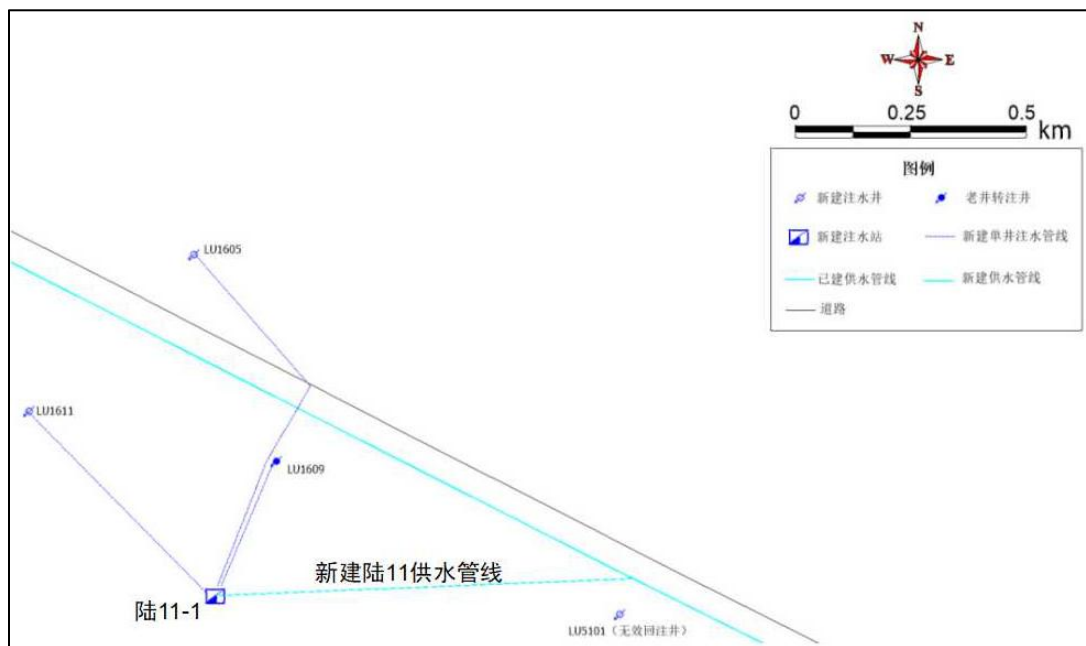 N
W E
S
0 0.25 0.5
km
图例
新建注水井 老井转注井
新建注水站 新建单井注水管线
已建供水管线 新建供水管线
道路
LU1605
LU1611
LU1609
新建陆11供水管线
陆11-1
LU5101（无效回注井）